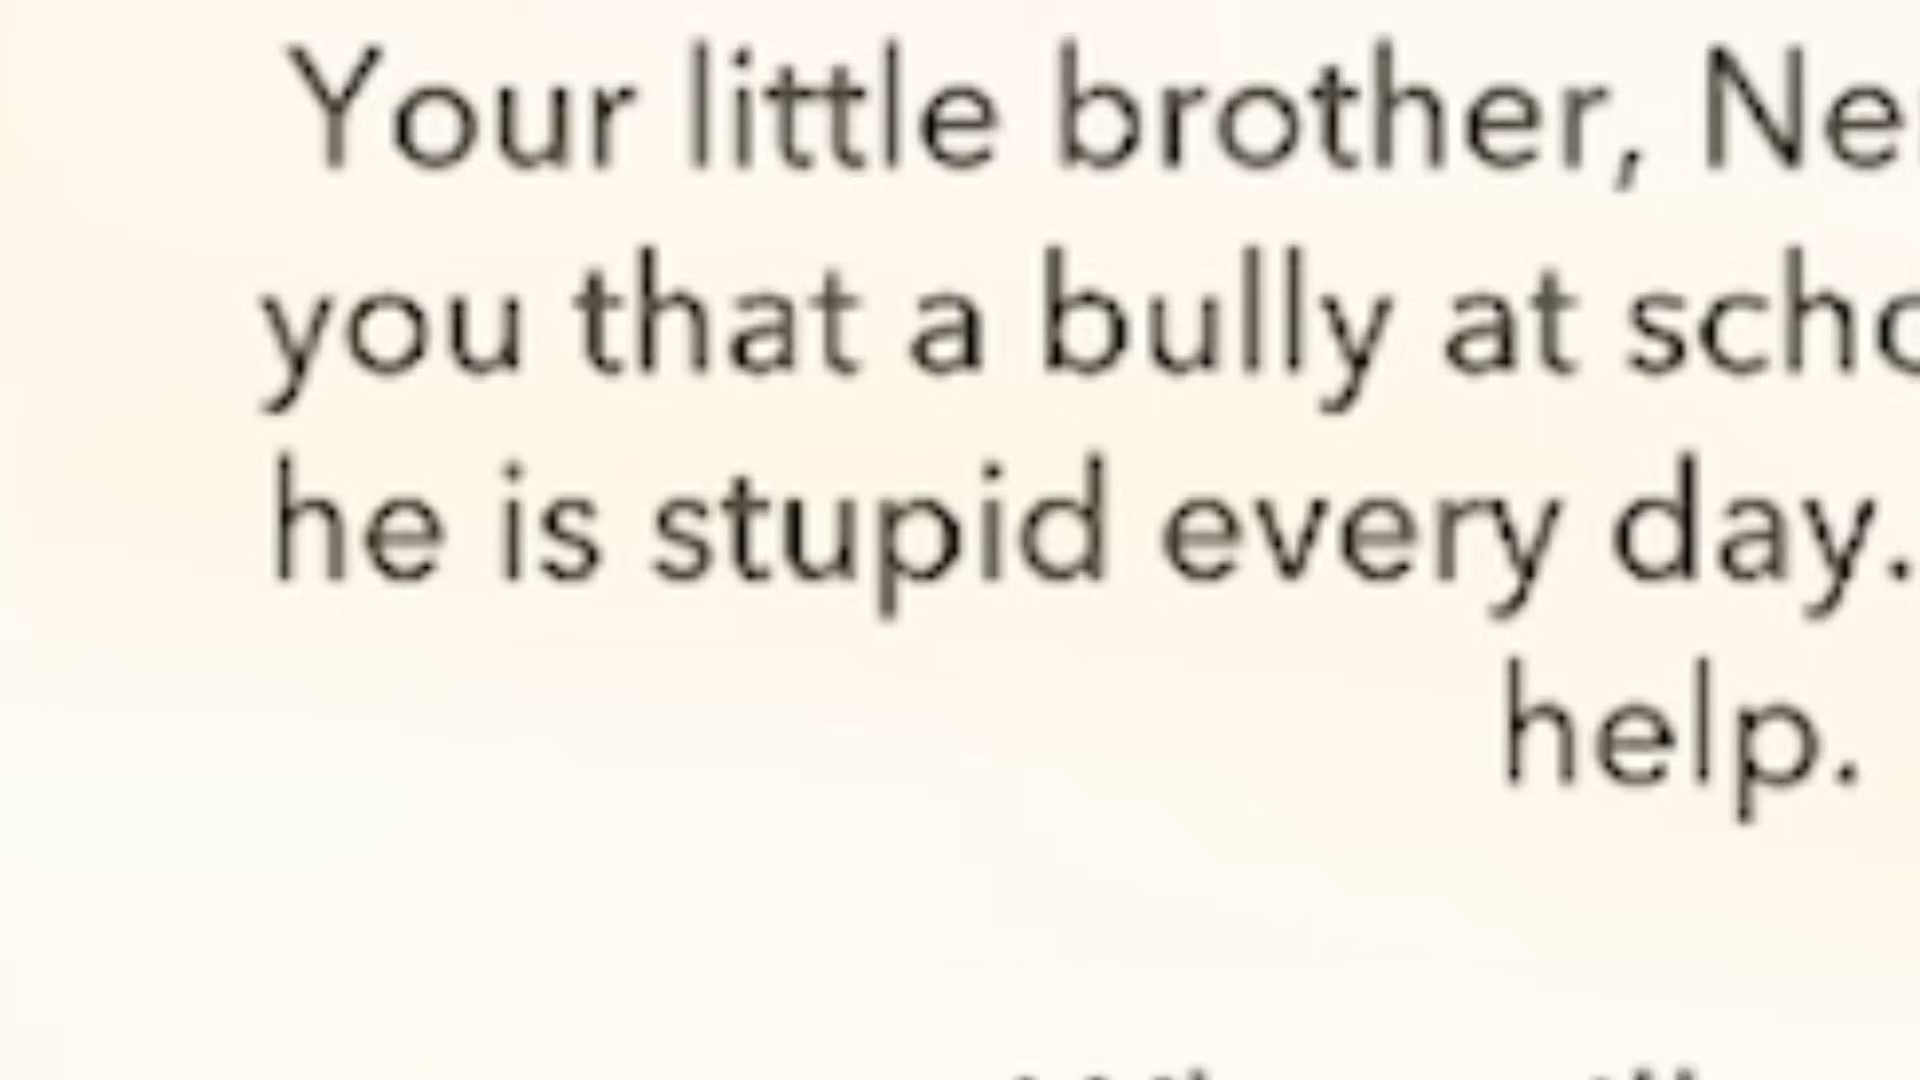 Your little brother,
you that a bully at
he is stupid every day.
help.